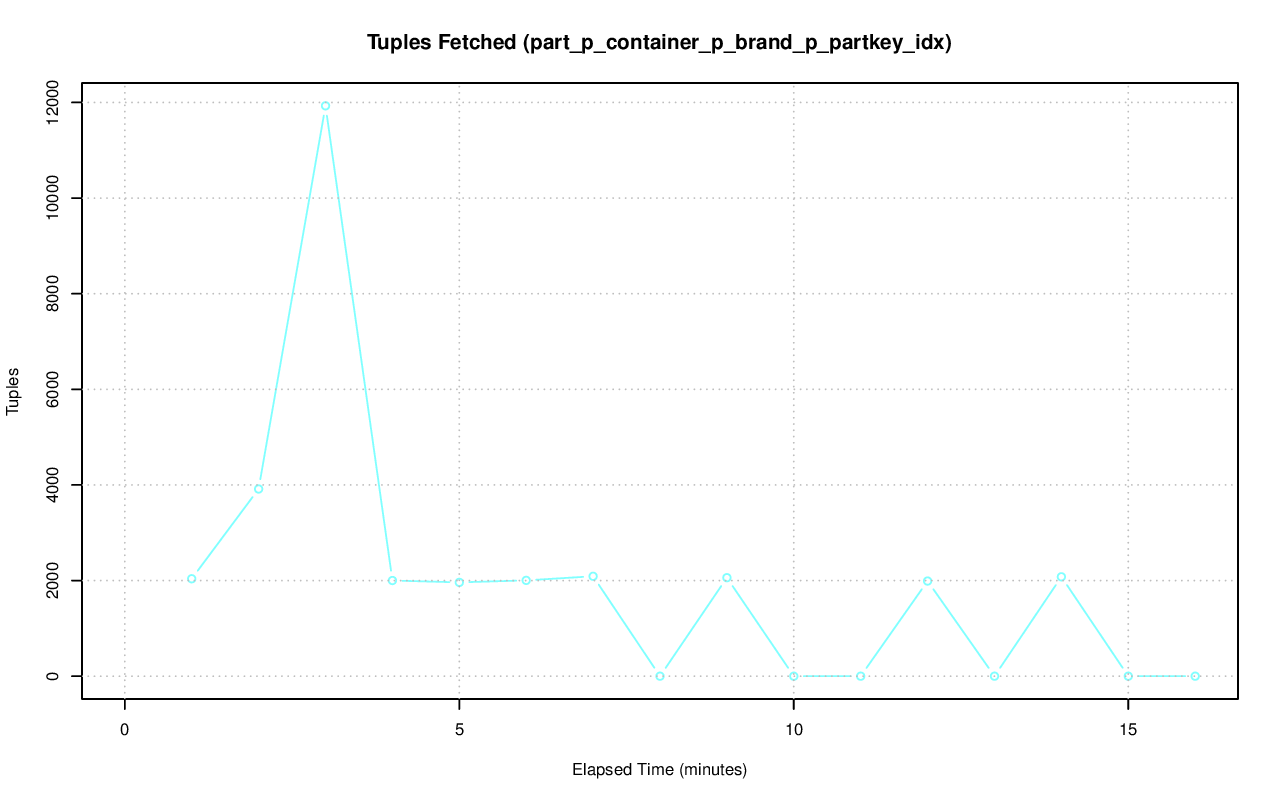 Tuples Fetched (part_p_container_p_brand_p_partkey_idx)
12000
10000
8000
6000
4000
2000
0
Tuples
0 5 10 15
Elapsed Time (minutes)